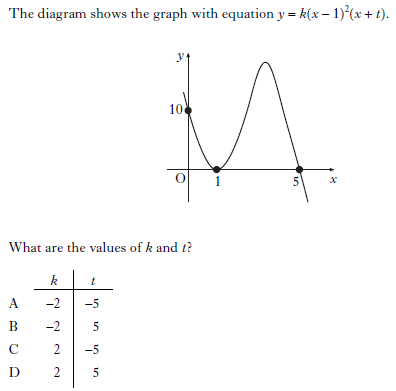 The diagram shows the graph with equation y = k(x – 1)²(x + t).
y
10
O 1 5 x
What are the values of k and t?
k t
A –2 –5
B –2 5
C 2 –5
D 2 5